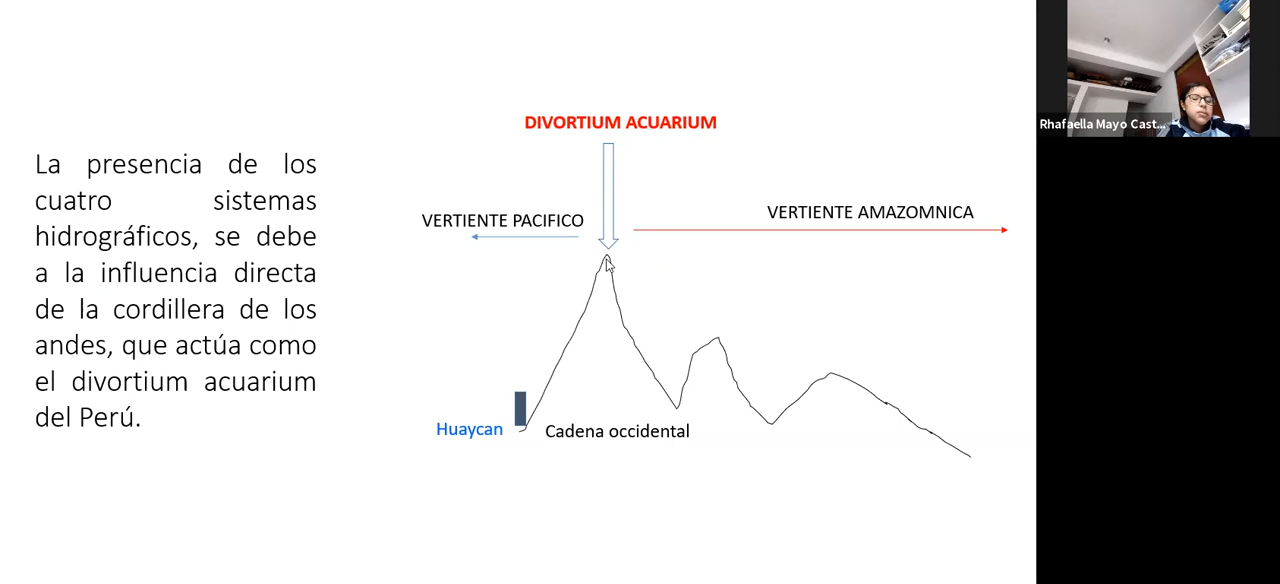 La presencia de los
cuatro sistemas
hidrográficos, se debe
a la influencia directa
de la cordillera de los
andes, que actúa como
el divortium acuarium
del Perú.
DIVORTIUM ACUARIUM
VERTIENTE PACIFICO
VERTIENTE AMAZOMNICA
Huaycan
Cadena occidental
Rhafaella Mayo Cast...